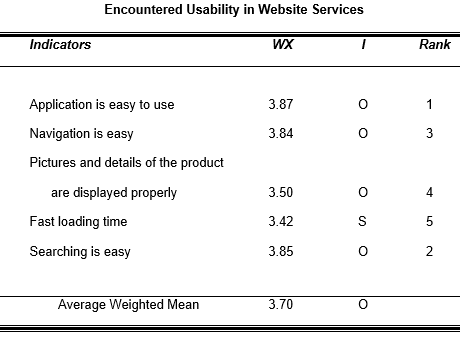 Encountered Usability in Website Services
Indicators WX I Rank
Application is easy to use 3.87 O 1
Navigation is easy 3.84 O 3
Pictures and details of the product
are displayed properly 3.50 O 4
Fast loading time 3.42 S 5
Searching is easy 3.85 O 2
Average Weighted Mean 3.70 O